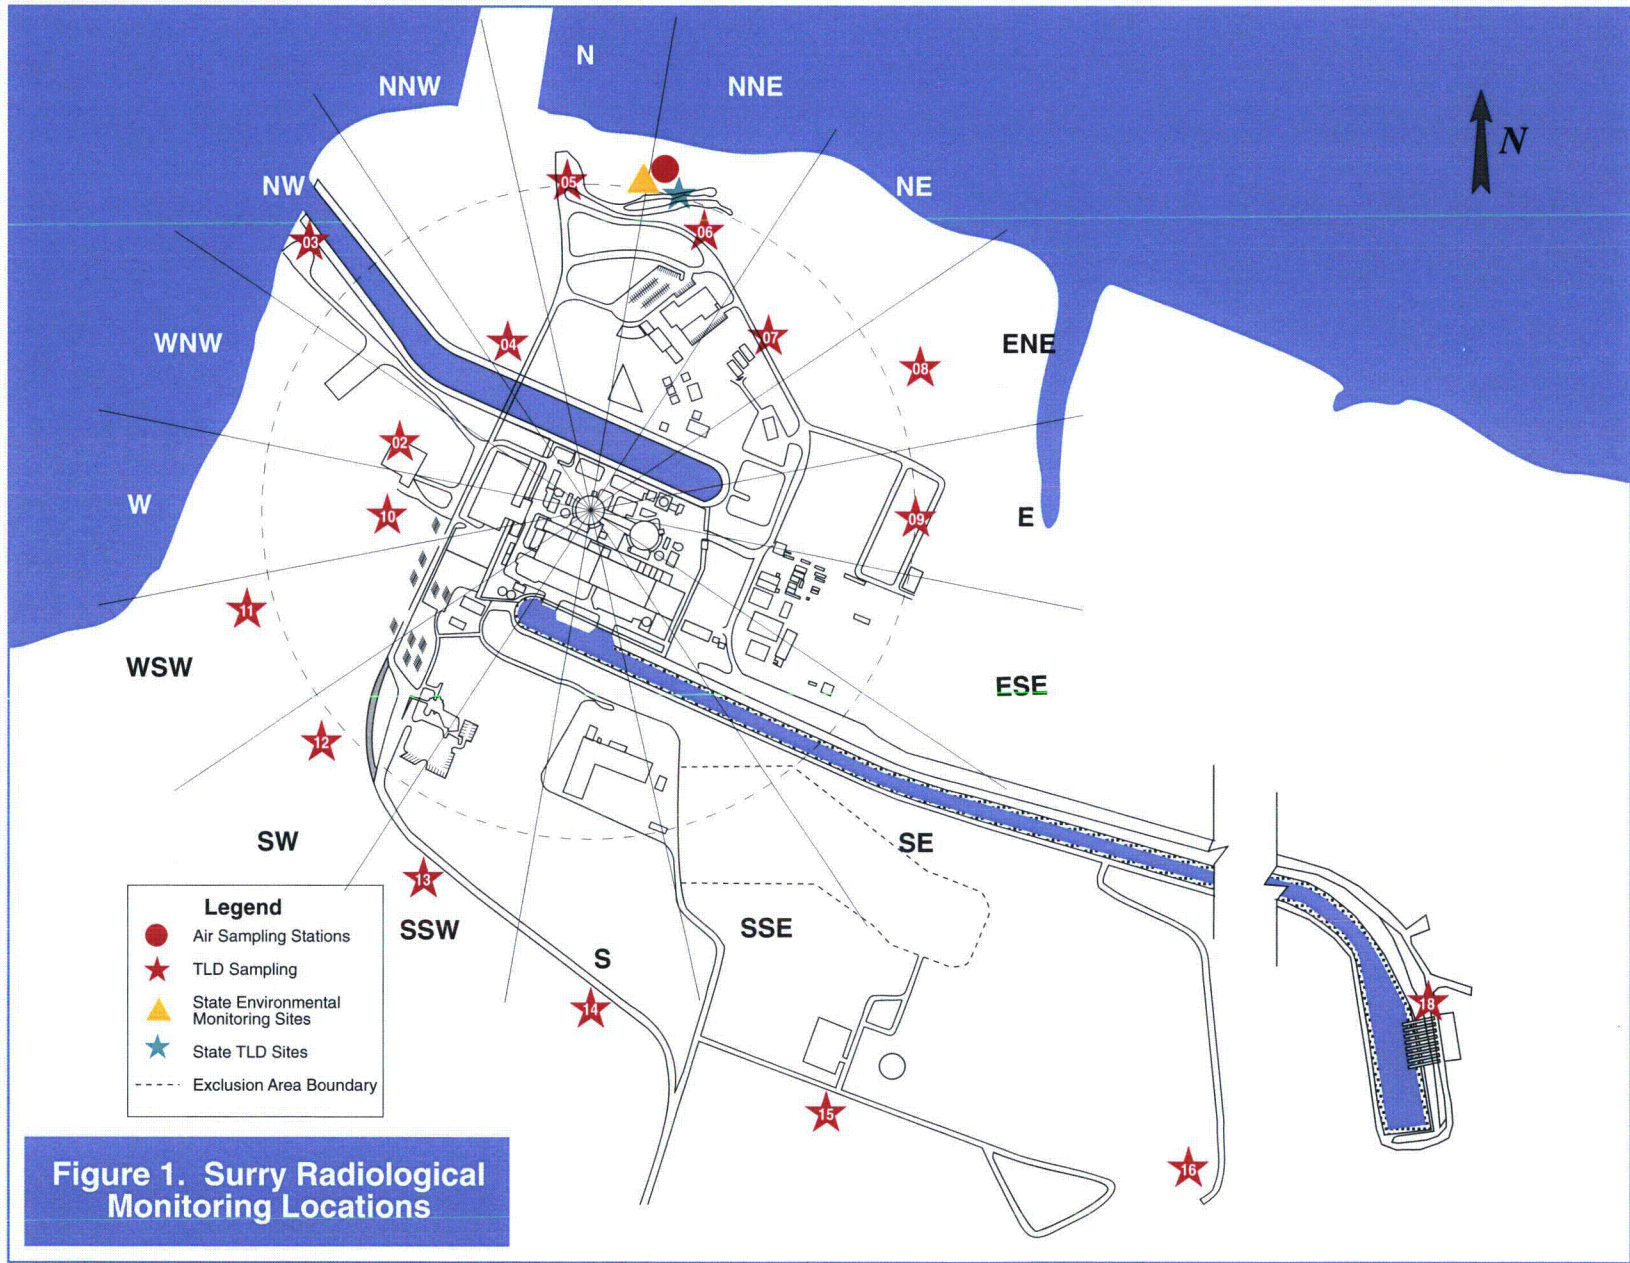 N
NNW
NNE
N
NW
NE
05
06
03
WNW
04
07
ENE
08
02
W
10
09
E
11
WSW
ESE
12
SW
SE
13
SSW
SSE
S
14
18
15
16
Legend
Air Sampling Stations
TLD Sampling
State Environmental
Monitoring Sites
State TLD Sites
Exclusion Area Boundary
Figure 1. Surry Radiological
Monitoring Locations